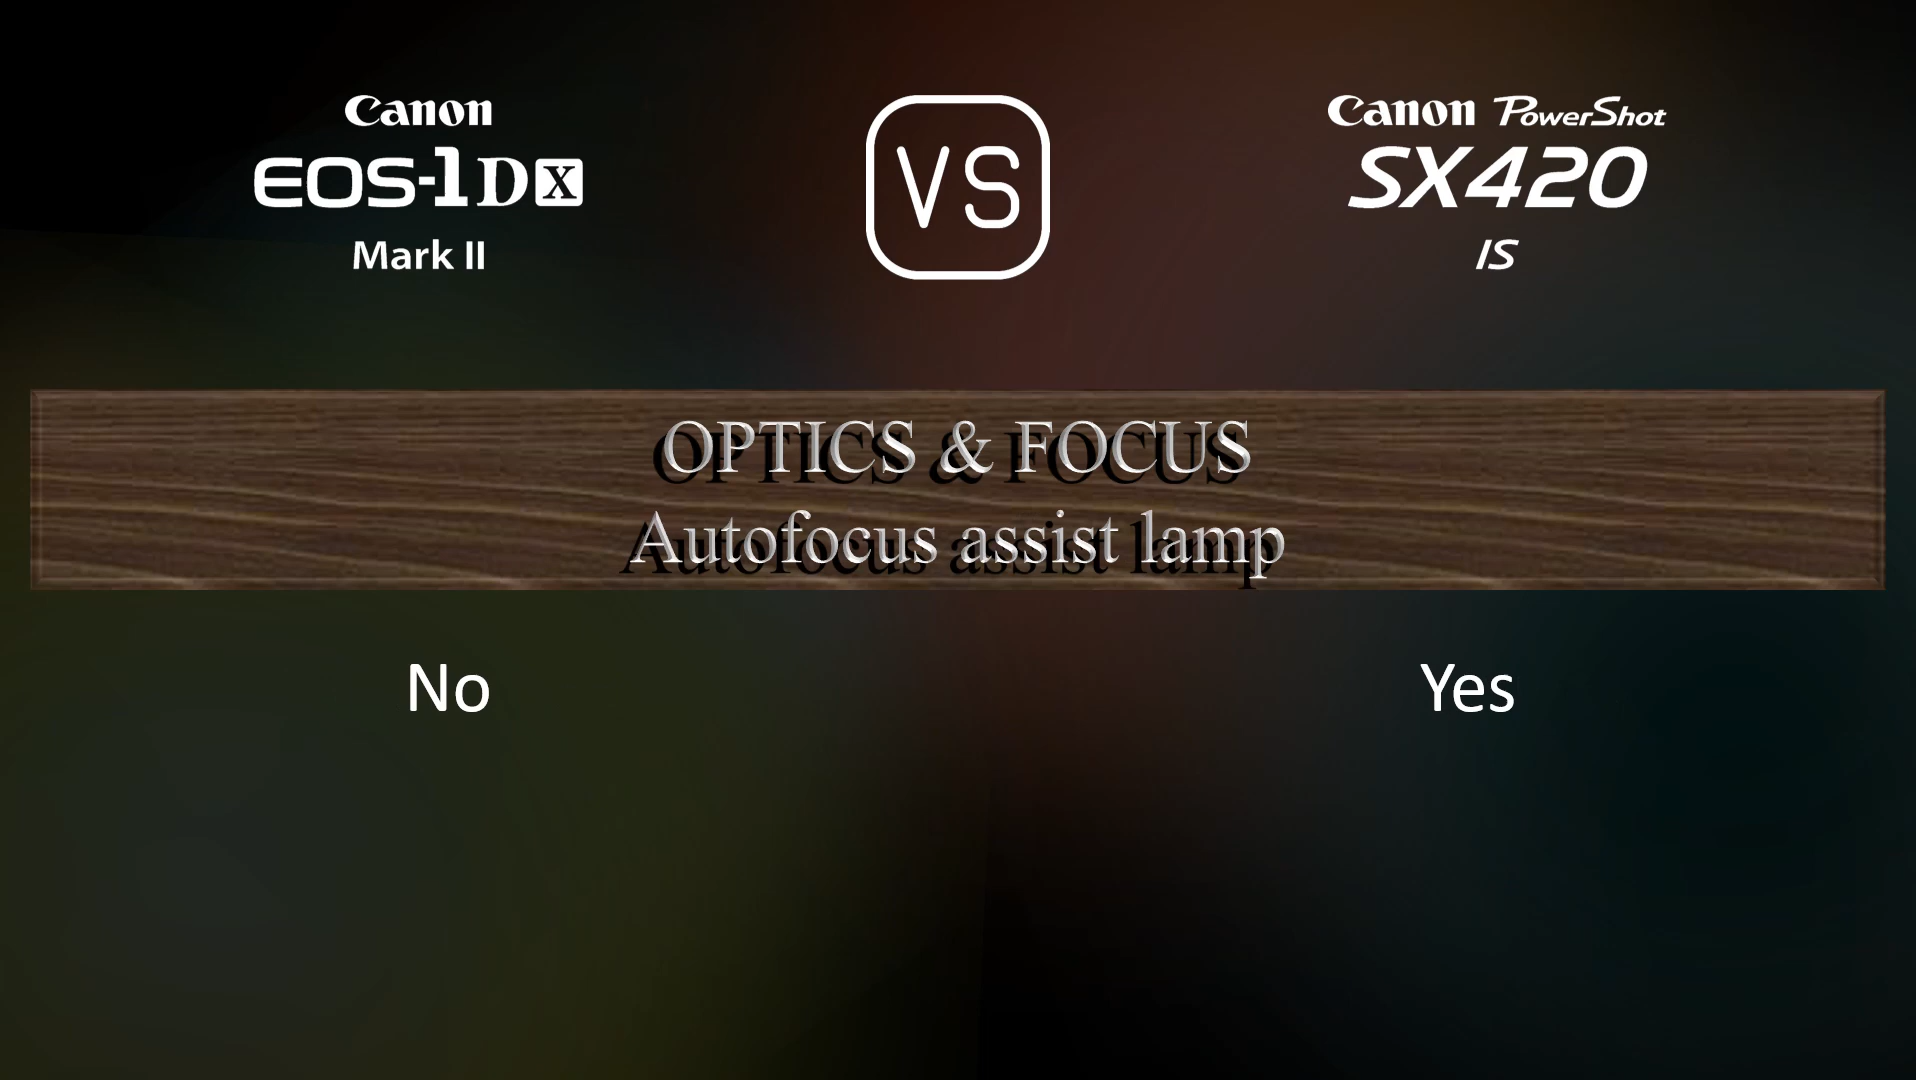 Canon
EOS-1D X
Mark II
VS
Canon PowerShot
SX420
IS
OPTICS & FOCUS
Autofocus assist lamp
No
Yes